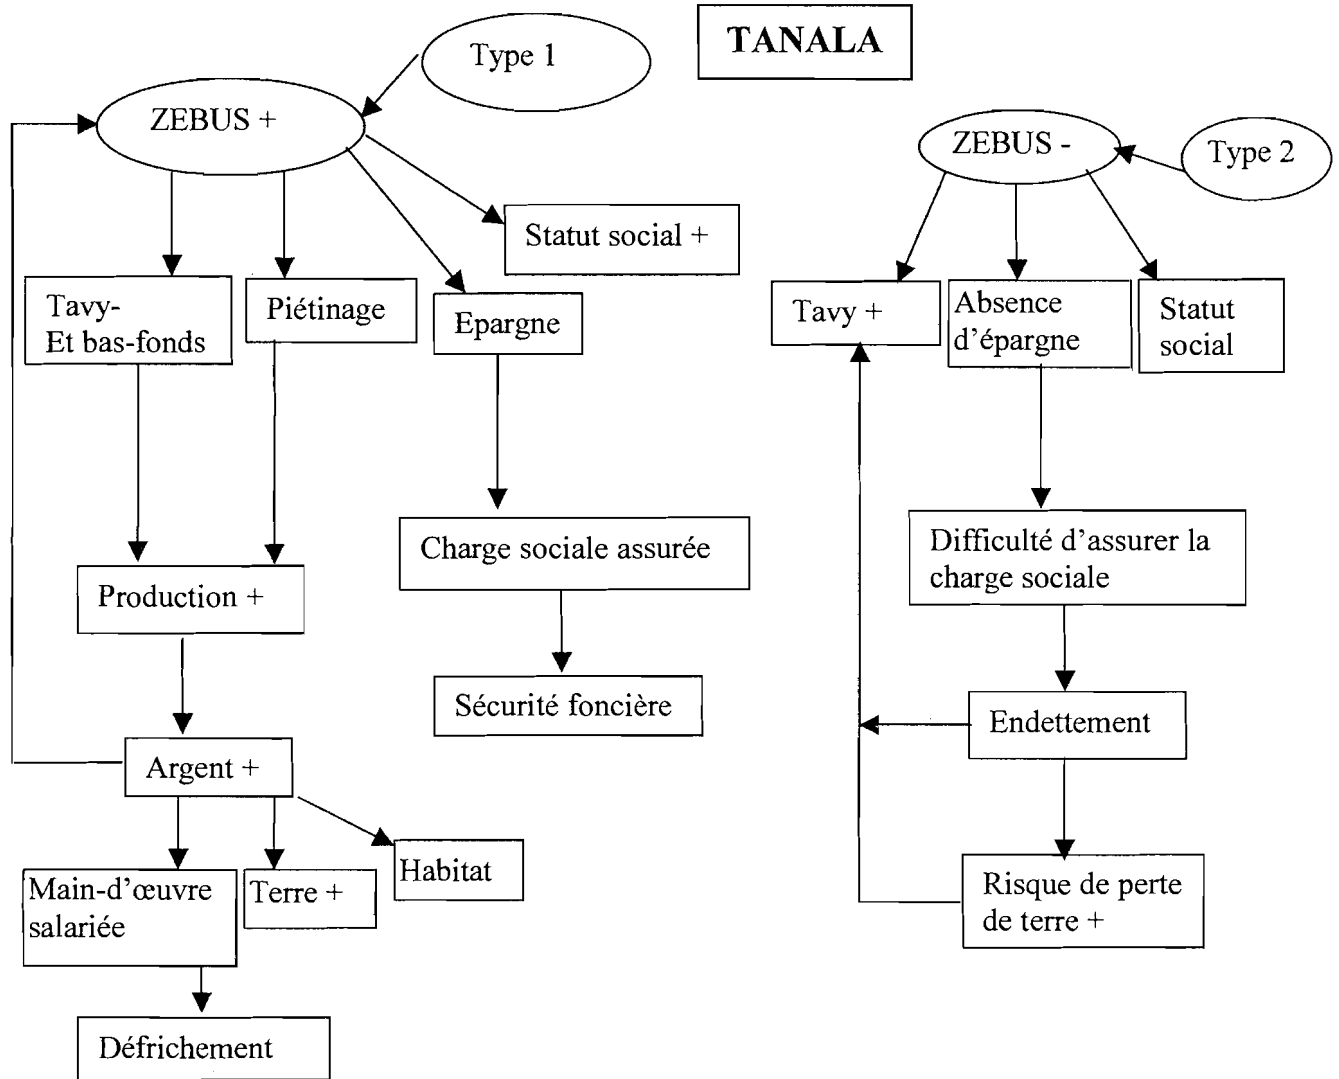 TANALA
Type 1
ZEBUS +
Statut social +
Tavy-
Et bas-fonds
Piétinage
Epargne
Production +
Charge sociale assurée
Sécurité foncière
Argent +
Main-d'œuvre
salariée
Terre +
Habitat
Défrichement
ZEBUS -
Type 2
Tavy +
Absence
d'épargne
Statut
social
Difficulté d'assurer la
charge sociale
Endettement
Risque de perte
de terre +